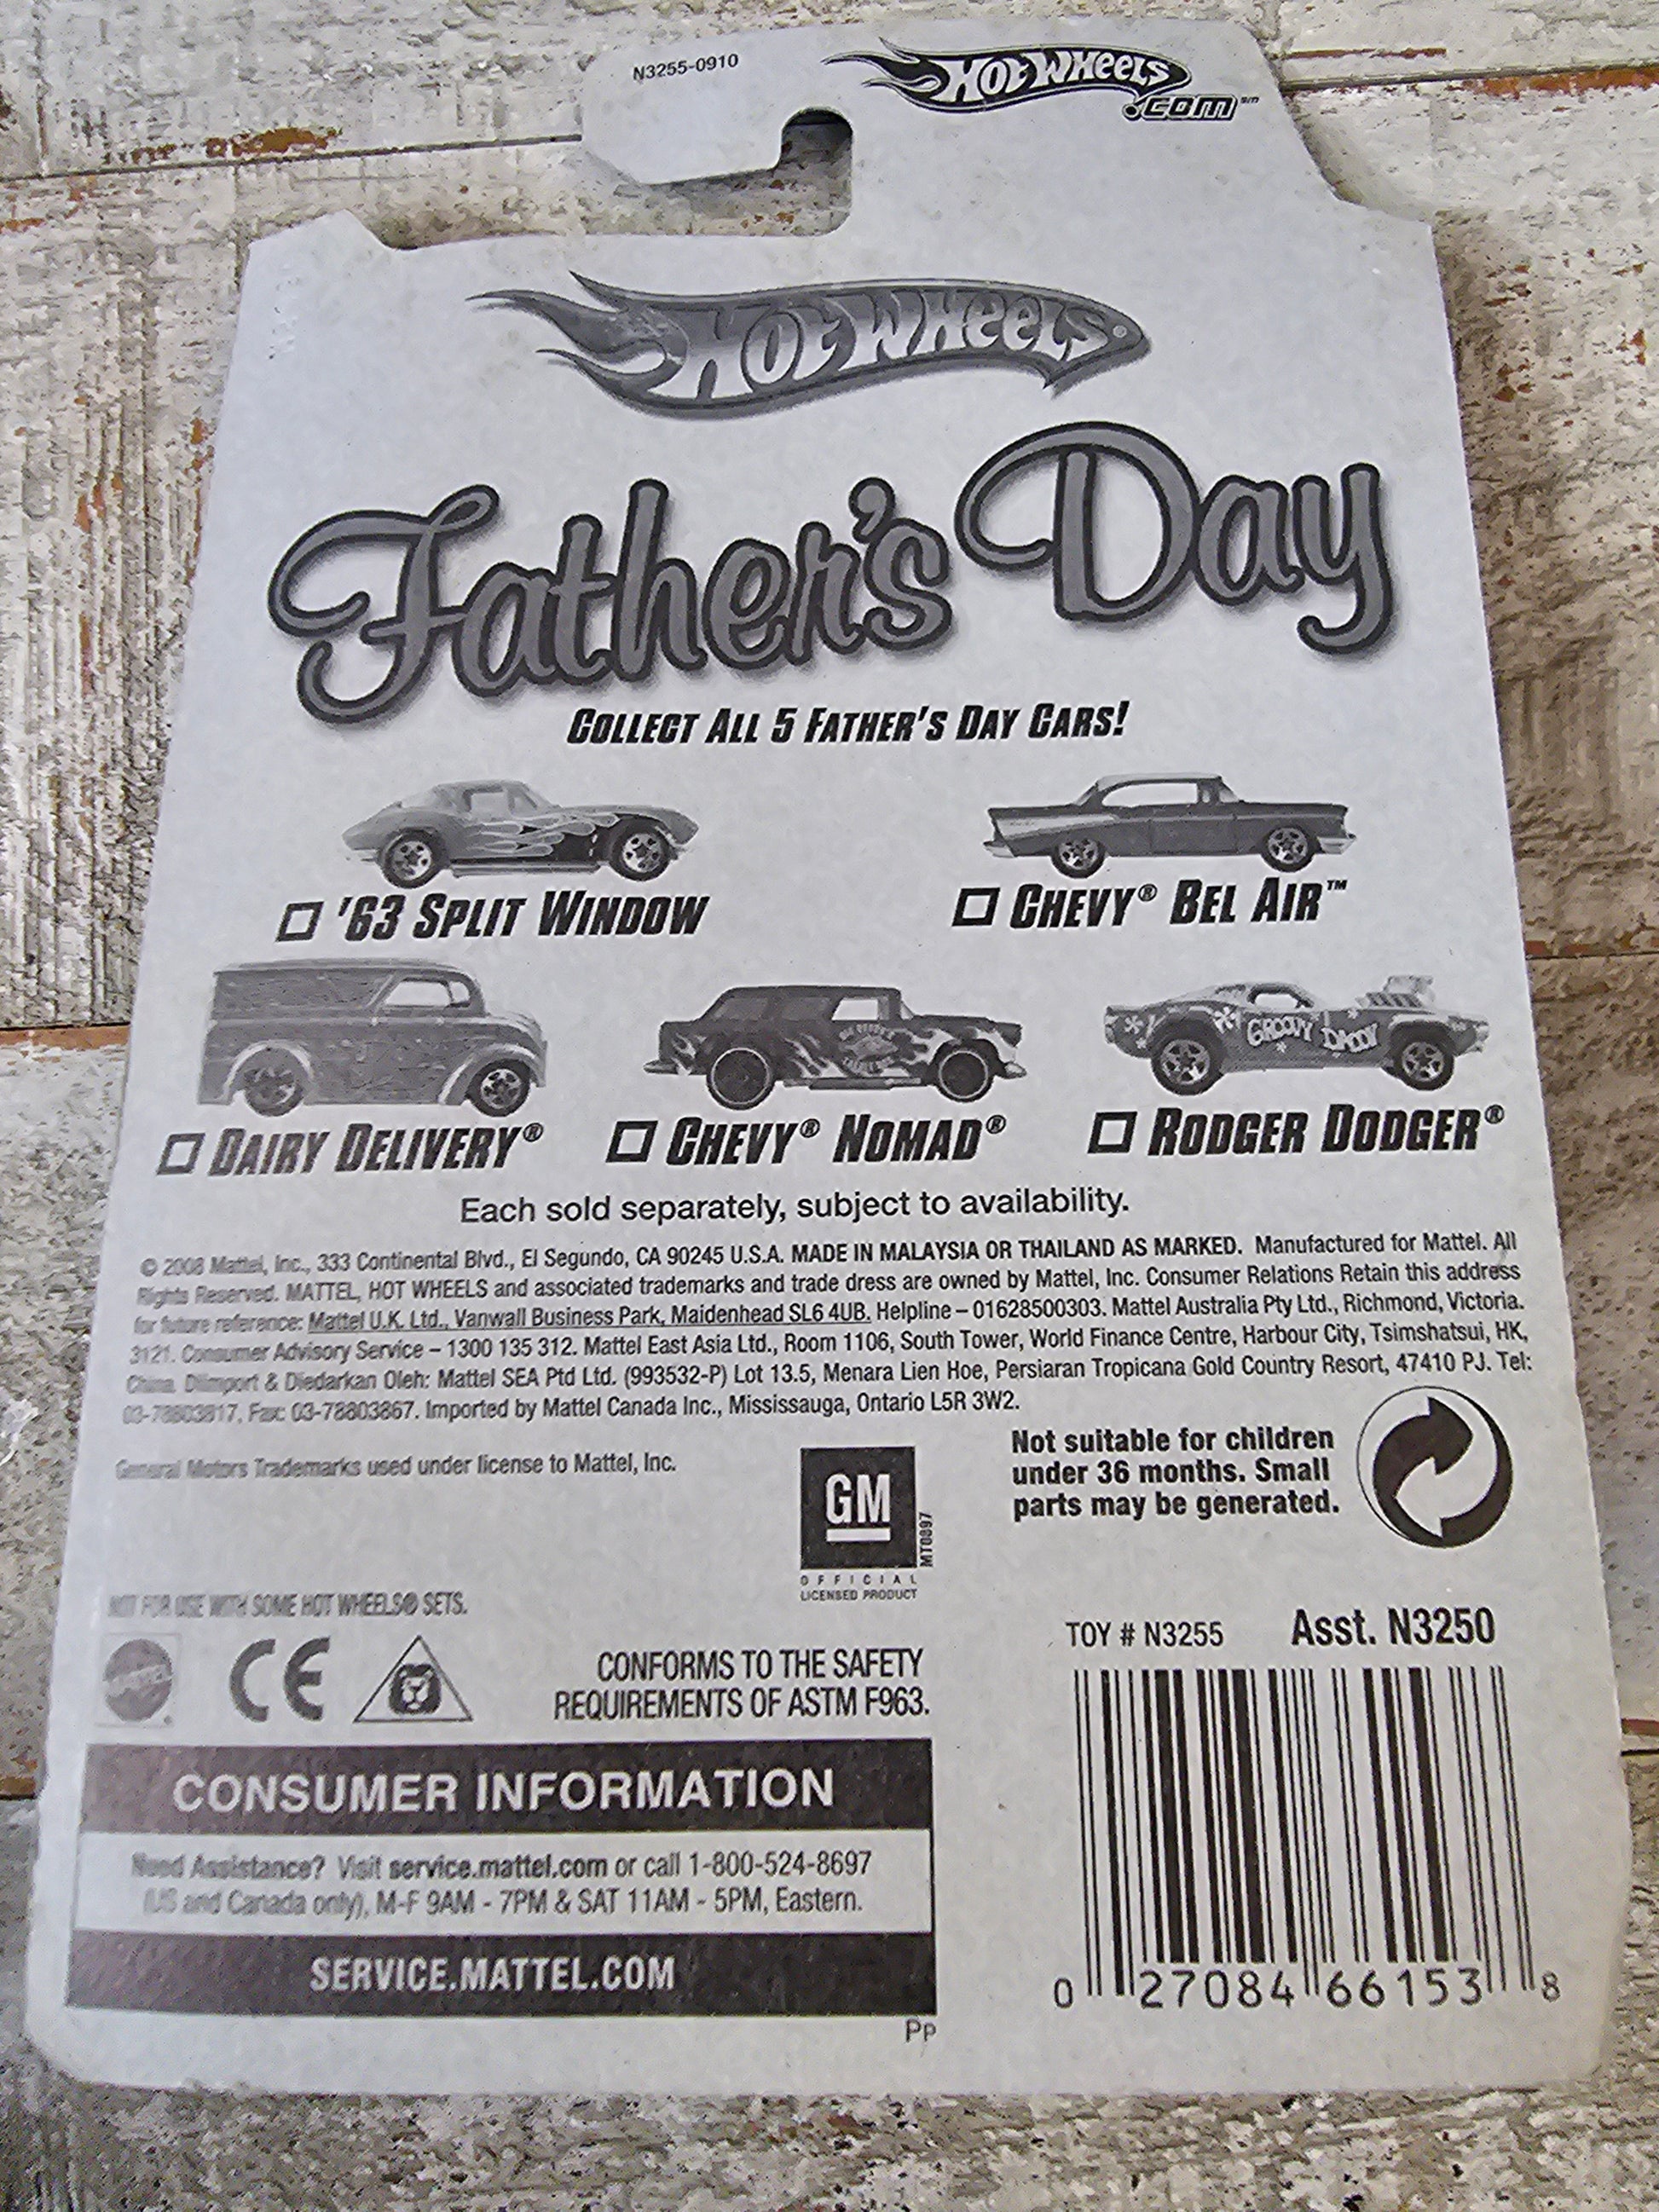 N3255-0910
HOT WHEELS
.COM℠
HOT WHEELS
Father's Day
COLLECT ALL 5 FATHER'S DAY CARS!
'63 SPLIT WINDOW
CHEVY® BEL AIR™
GROOVY DADDY
DAIRY DELIVERY®
CHEVY® NOMAD®
RODGER DODGER®
Each sold separately, subject to availability.
© 2008 Mattel, Inc., 333 Continental Blvd., El Segundo, CA 90245 U.S.A. MADE IN MALAYSIA OR THAILAND AS MARKED. Manufactured for Mattel. All
Rights Reserved. MATTEL, HOT WHEELS and associated trademarks and trade dress are owned by Mattel, Inc. Consumer Relations Retain this address
for future reference: Mattel U.K. Ltd., Vanwall Business Park, Maidenhead SL6 4UB. Helpline – 01628500303. Mattel Australia Pty Ltd., Richmond, Victoria.
3121. Consumer Advisory Service – 1300 135 312. Mattel East Asia Ltd., Room 1106, South Tower, World Finance Centre, Harbour City, Tsimshatsui, HK,
China. Diimport & Diedarkan Oleh: Mattel SEA Ptd Ltd. (993532-P) Lot 13.5, Menara Lien Hoe, Persiaran Tropicana Gold Country Resort, 47410 PJ. Tel:
03-78803817, Fax: 03-78803867. Imported by Mattel Canada Inc., Mississauga, Ontario L5R 3W2.
General Motors Trademarks used under license to Mattel, Inc.
GM
MT0897
OFFICIAL
LICENSED PRODUCT
Not suitable for children
under 36 months. Small
parts may be generated.
NOT FOR USE WITH SOME HOT WHEELS® SETS.
TOY # N3255
Asst. N3250
CE
CONFORMS TO THE SAFETY
REQUIREMENTS OF ASTM F963.
CONSUMER INFORMATION
Need Assistance? Visit service.mattel.com or call 1-800-524-8697
(US and Canada only), M-F 9AM - 7PM & SAT 11AM - 5PM, Eastern.
SERVICE.MATTEL.COM
Pp
0 27084 66153 8